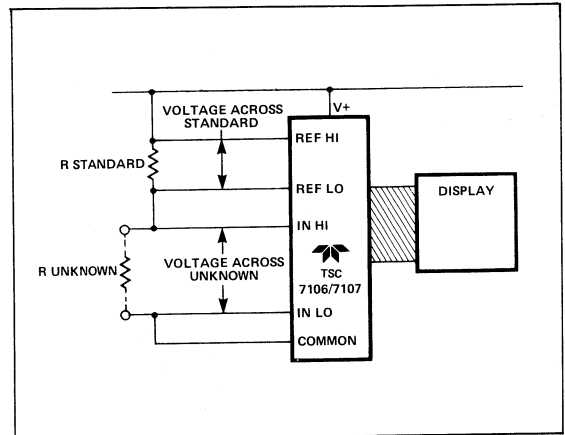 V+
VOLTAGE ACROSS
STANDARD
REF HI
R STANDARD
REF LO
DISPLAY
IN HI
VOLTAGE ACROSS
UNKNOWN
R UNKNOWN
TSC
7106/7107
IN LO
COMMON